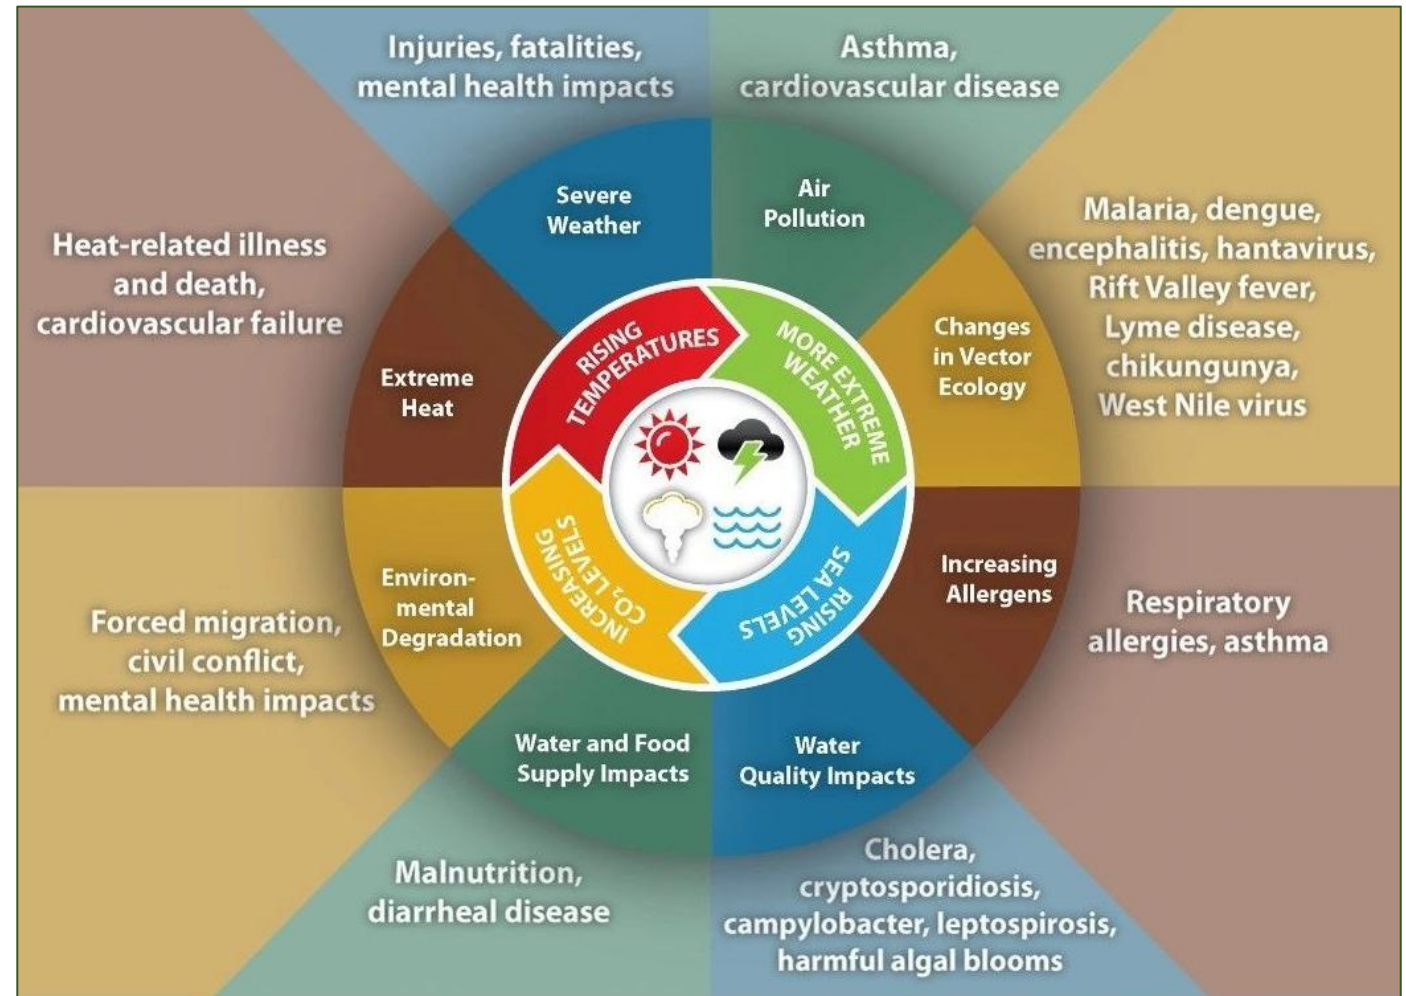 Injuries, fatalities,
mental health impacts
Asthma,
cardiovascular disease
Severe
Weather
Air
Pollution
Malaria, dengue,
encephalitis, hantavirus,
Rift Valley fever,
Lyme disease,
chikungunya,
West Nile virus
Heat-related illness
and death,
cardiovascular failure
Extreme
Heat
RISING
TEMPERATURES
MORE EXTREME
WEATHER
Changes
in Vector
Ecology
Environ-
mental
Degradation
INCREASING
CO₂ LEVELS
RISING
SEA LEVELS
Increasing
Allergens
Forced migration,
civil conflict,
mental health impacts
Respiratory
allergies, asthma
Water and Food
Supply Impacts
Water
Quality Impacts
Malnutrition,
diarrheal disease
Cholera,
cryptosporidiosis,
campylobacter, leptospirosis,
harmful algal blooms